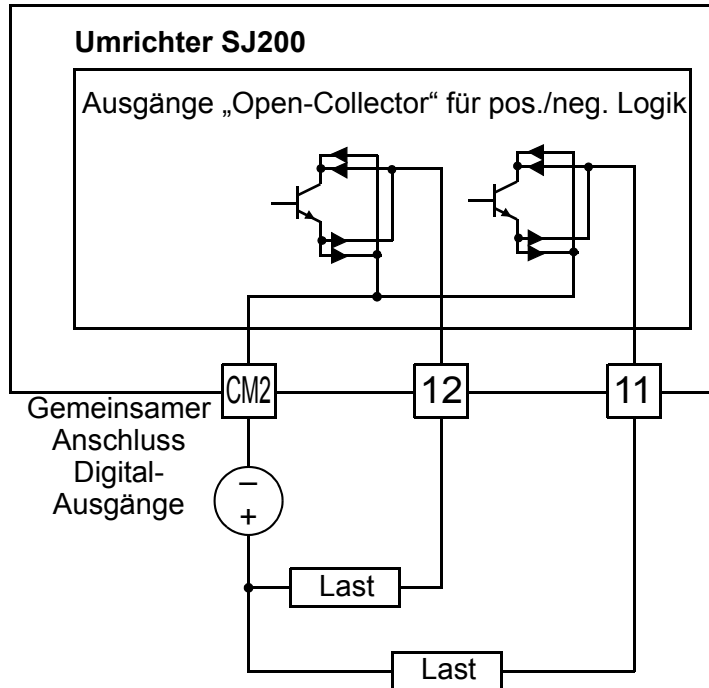 Umrichter SJ200
Ausgänge „Open-Collector“ für pos./neg. Logik
CM2
12
11
Gemeinsamer
Anschluss
Digital-
Ausgänge
–
+
Last
Last